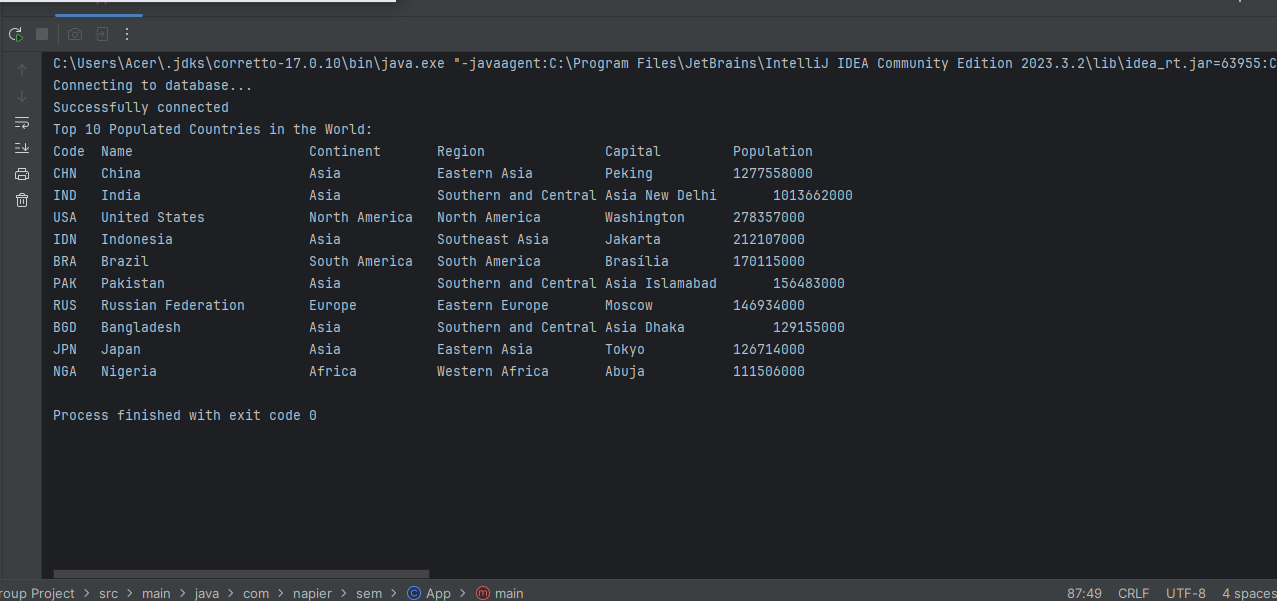 C:\Users\Acer\.jdks\corretto-17.0.10\bin\java.exe "-javaagent:C:\Program Files\JetBrains\IntelliJ IDEA Community Edition 2023.3.2\lib\idea_rt.jar=63955:C
Connecting to database...
Successfully connected
Top 10 Populated Countries in the World:
Code Name Continent Region Capital Population
CHN China Asia Eastern Asia Peking 1277558000
IND India Asia Southern and Central Asia New Delhi 1013662000
USA United States North America North America Washington 278357000
IDN Indonesia Asia Southeast Asia Jakarta 212107000
BRA Brazil South America South America Brasília 170115000
PAK Pakistan Asia Southern and Central Asia Islamabad 156483000
RUS Russian Federation Europe Eastern Europe Moscow 146934000
BGD Bangladesh Asia Southern and Central Asia Dhaka 129155000
JPN Japan Asia Eastern Asia Tokyo 126714000
NGA Nigeria Africa Western Africa Abuja 111506000
Process finished with exit code 0
roup Project > src > main > java > com > napier > sem > App > main 87:49 CRLF UTF-8 4 spaces